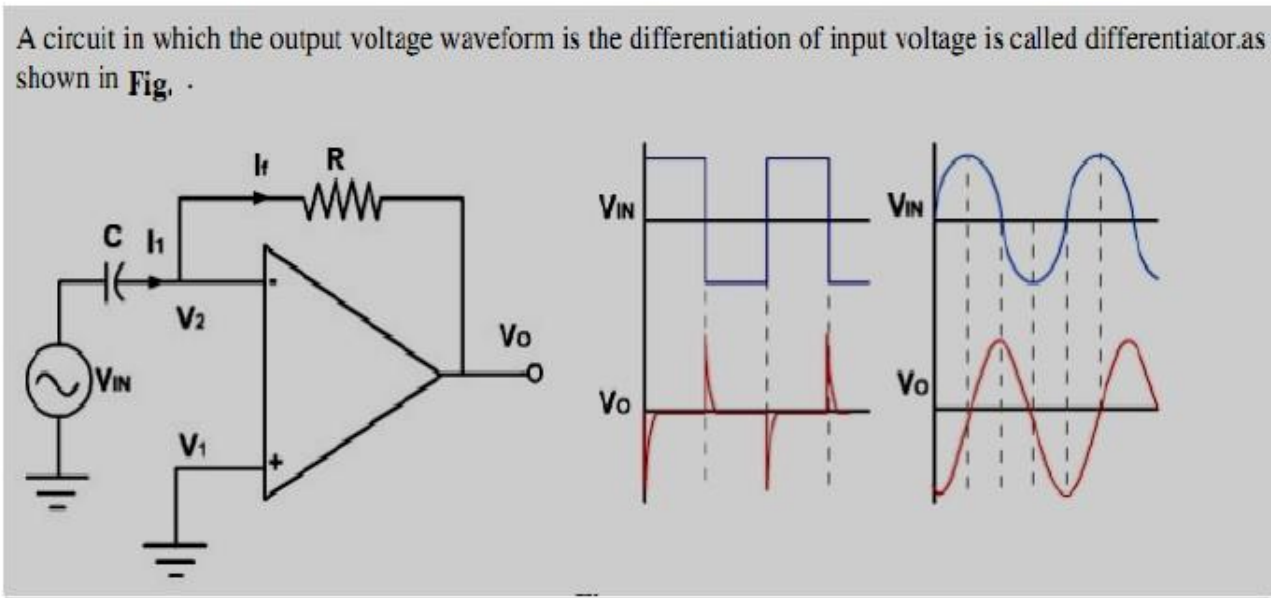 A circuit in which the output voltage waveform is the differentiation of input voltage is called differentiator.as
shown in Fig. .
If R
C I1
V2
-
VIN
VO
V1
+
VIN
VO
VIN
VO